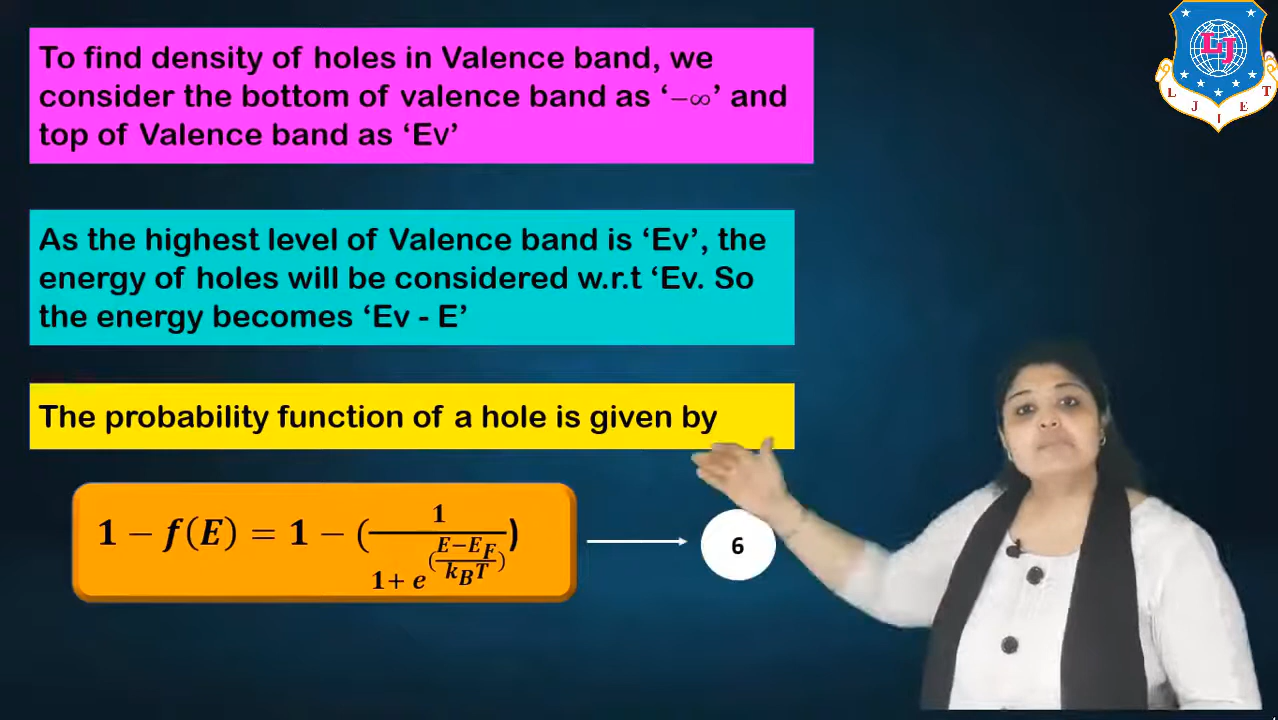 To find density of holes in Valence band, we
consider the bottom of valence band as ‘−∞’ and
top of Valence band as ‘Ev’
As the highest level of Valence band is ‘Ev’, the
energy of holes will be considered w.r.t ‘Ev. So
the energy becomes ‘Ev - E’
The probability function of a hole is given by
1 − f(E) = 1 − (1 / (1 + e^((E−E_F)/(k_B T))))
6
LJ
L J I E T